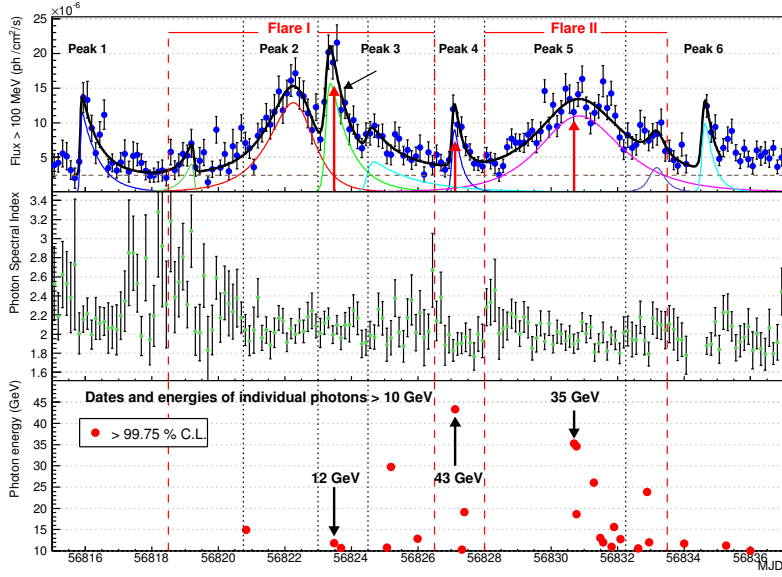 ×10⁻⁶
Flare I
Flare II
Peak 1
Peak 2
Peak 3
Peak 4
Peak 5
Peak 6
Flux > 100 MeV (ph /cm²/s)
25
20
15
10
5
Photon Spectral Index
3.4
3.2
3
2.8
2.6
2.4
2.2
2
1.8
1.6
Photon energy (GeV)
45
40
35
30
25
20
15
10
Dates and energies of individual photons > 10 GeV
> 99.75 % C.L.
12 GeV
43 GeV
35 GeV
56816
56818
56820
56822
56824
56826
56828
56830
56832
56834
56836
MJD